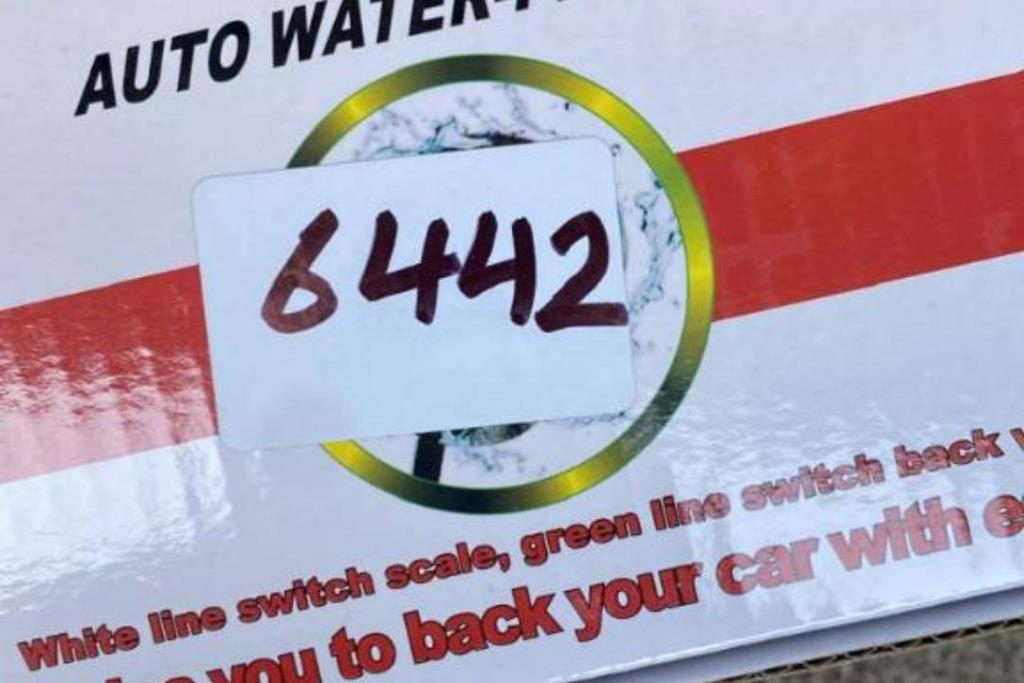 AUTO WATER-
6442
White line switch scale, green line switch back
you to back your car with